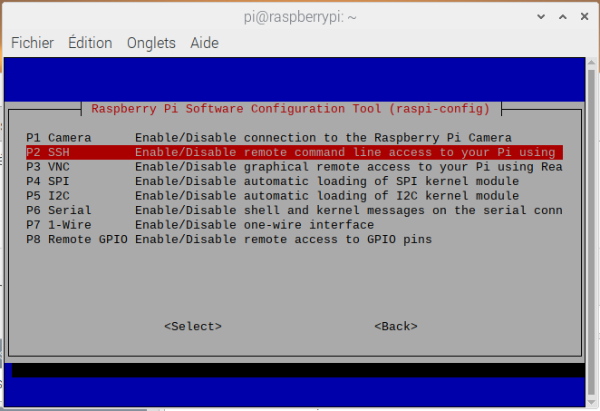 pi@raspberrypi: ~
Fichier Édition Onglets Aide
Raspberry Pi Software Configuration Tool (raspi-config)
P1 Camera Enable/Disable connection to the Raspberry Pi Camera
P2 SSH Enable/Disable remote command line access to your Pi using
P3 VNC Enable/Disable graphical remote access to your Pi using Rea
P4 SPI Enable/Disable automatic loading of SPI kernel module
P5 I2C Enable/Disable automatic loading of I2C kernel module
P6 Serial Enable/Disable shell and kernel messages on the serial conn
P7 1-Wire Enable/Disable one-wire interface
P8 Remote GPIO Enable/Disable remote access to GPIO pins
<Select> <Back>